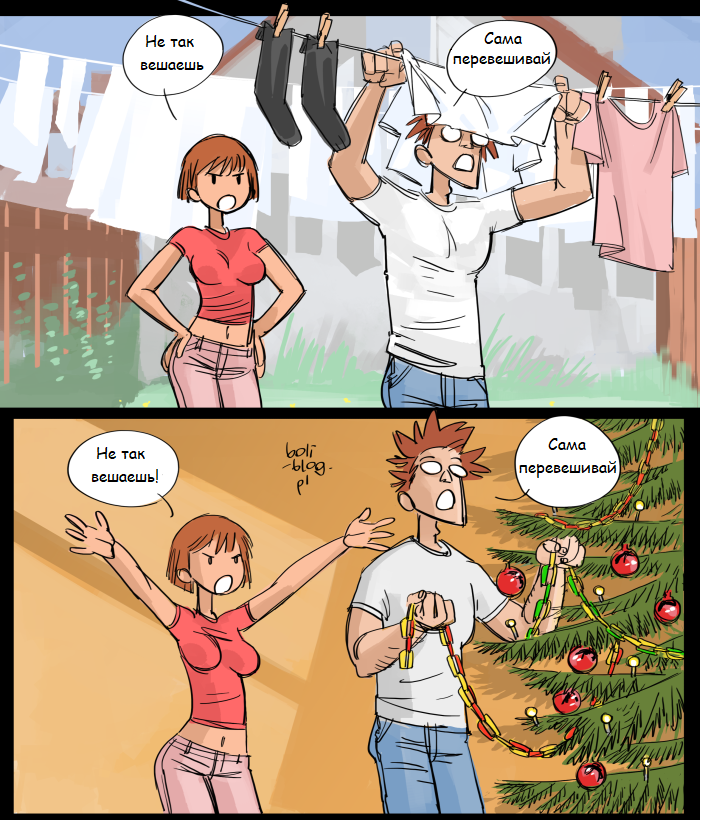 Не так
вешаешь
Сама
перевешивай
Не так
вешаешь!
boli
-blog-
pl
Сама
перевешивай